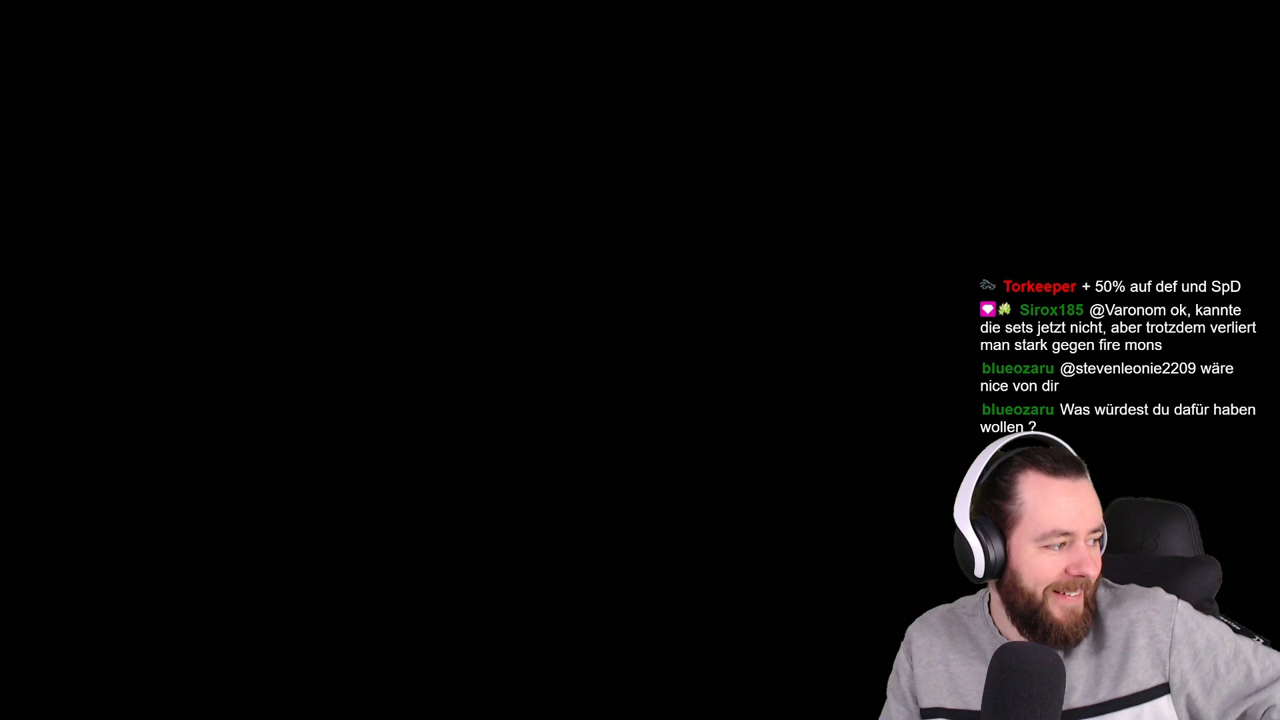 Torkeeper + 50% auf def und SpD
Sirox185 @Varonom ok, kannte
die sets jetzt nicht, aber trotzdem verliert
man stark gegen fire mons
blueozaru @stevenleonie2209 wäre
nice von dir
blueozaru Was würdest du dafür haben
wollen ?